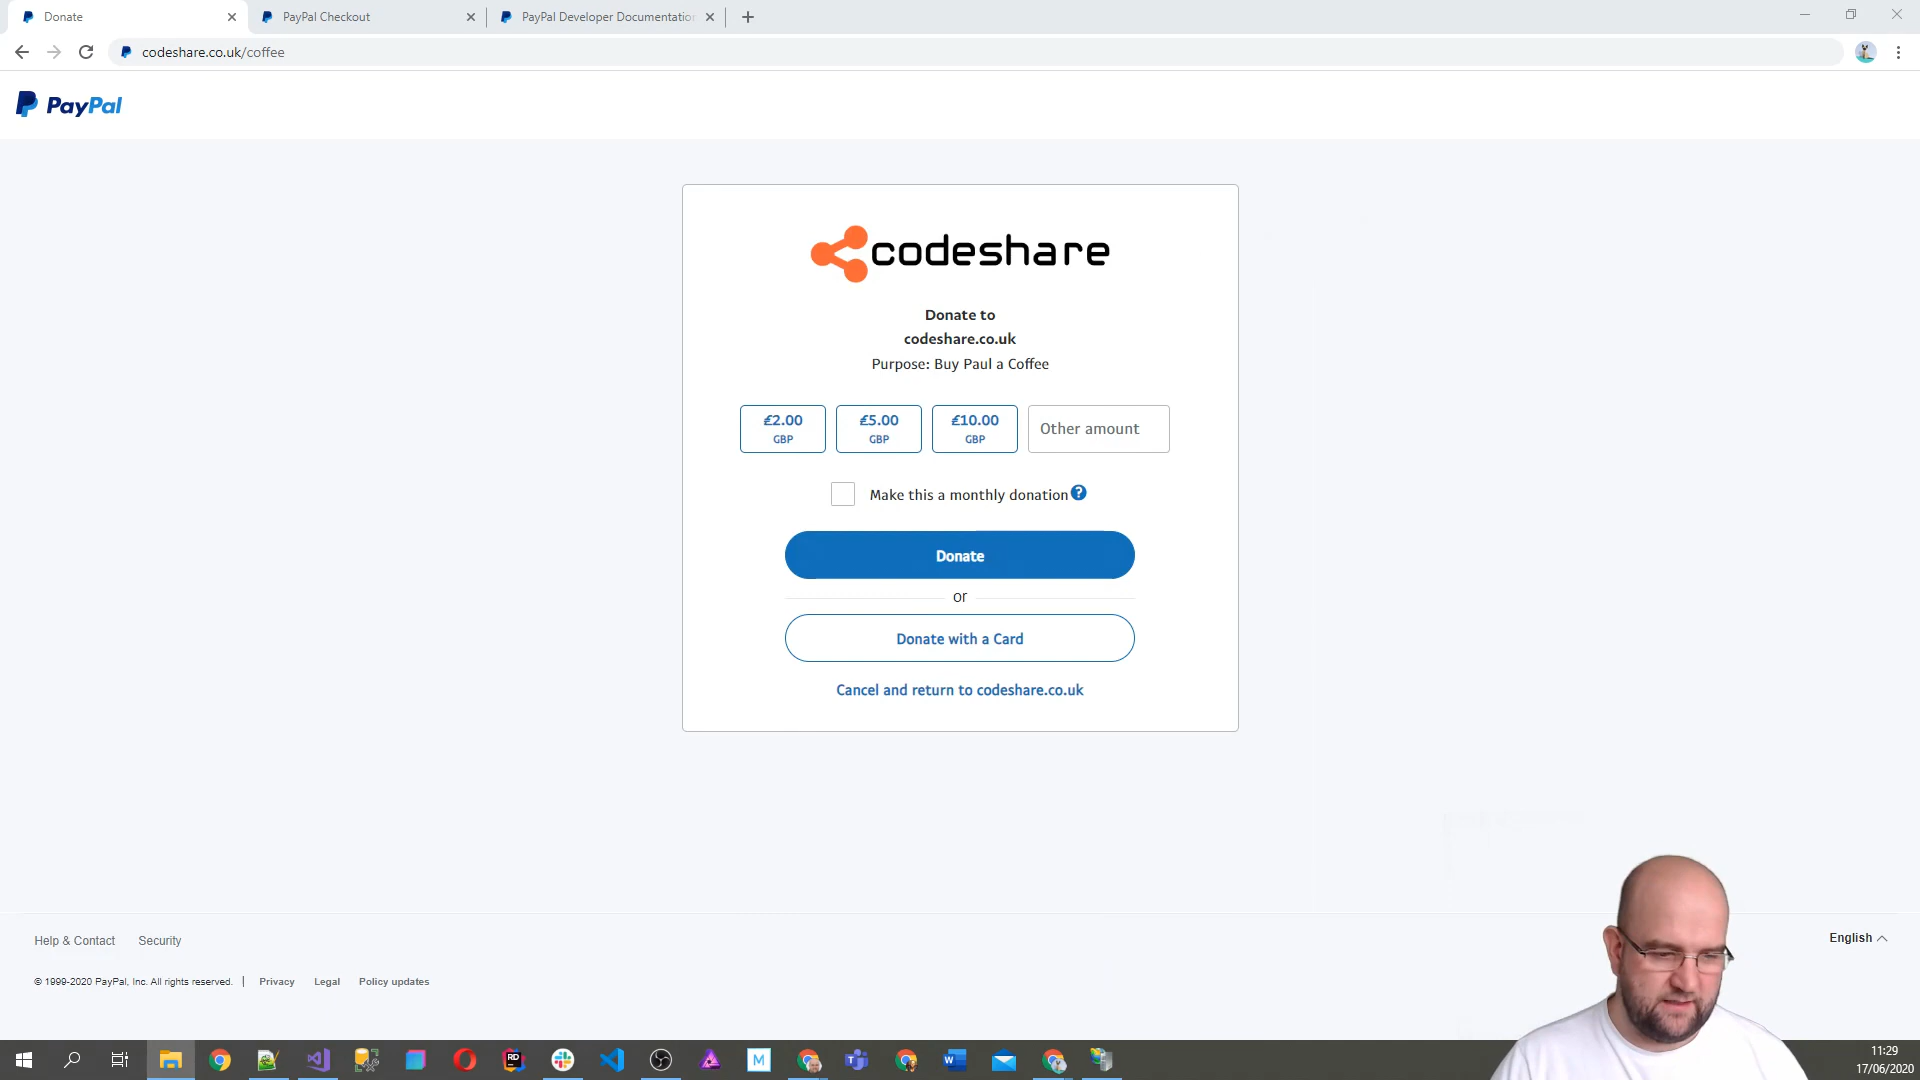 Donate
PayPal Checkout
PayPal Developer Documentation
codeshare.co.uk/coffee
PayPal
codeshare
Donate to
codeshare.co.uk
Purpose: Buy Paul a Coffee
£2.00
GBP
£5.00
GBP
£10.00
GBP
Other amount
Make this a monthly donation
?
Donate
or
Donate with a Card
Cancel and return to codeshare.co.uk
Help & Contact
Security
English
© 1999-2020 PayPal, Inc. All rights reserved. |
Privacy
Legal
Policy updates
RD
M
T
W
11:29
17/06/2020